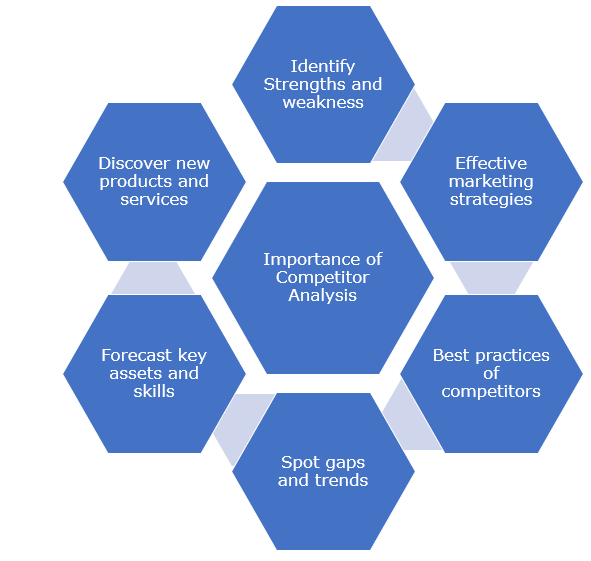 Identify
Strengths and
weakness
Effective
marketing
strategies
Best practices
of
competitors
Spot gaps
and trends
Forecast key
assets and
skills
Discover new
products and
services
Importance of
Competitor
Analysis